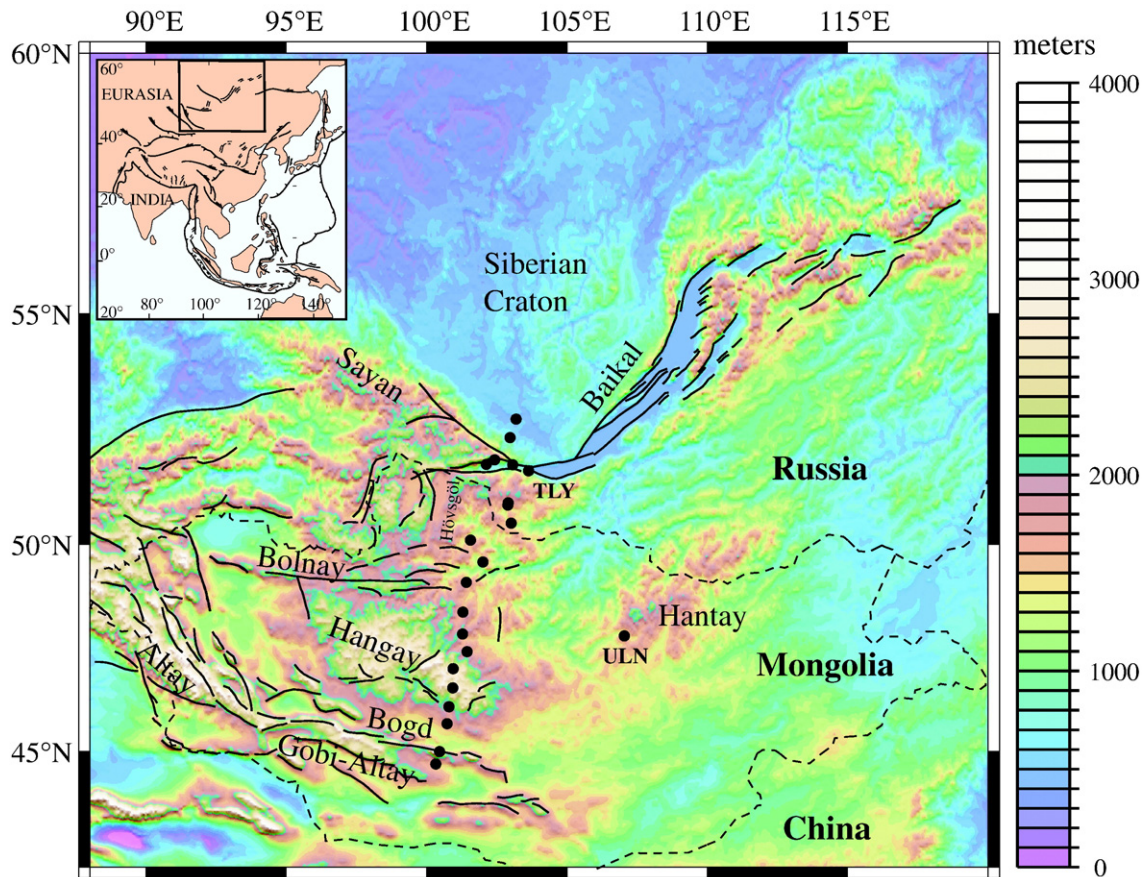 90°E 95°E 100°E 105°E 110°E 115°E
60°N
meters
4000
60°
EURASIA
40°
INDIA
20°
0°
20°
80° 100° 120° 140°
3000
Siberian
Craton
55°N
Sayan
Baikal
2000
Russia
TLY
Hövsgöl
50°N
Bolnay
Hantay
Hangay
ULN
Altay
Mongolia
1000
Bogd
45°N
Gobi-Altay
China
0